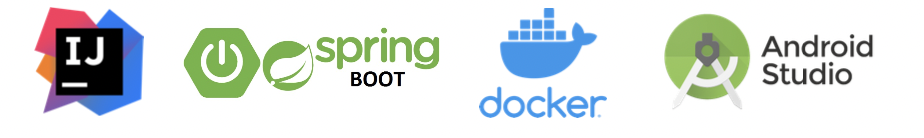 IJ
spring
BOOT
docker
Android
Studio